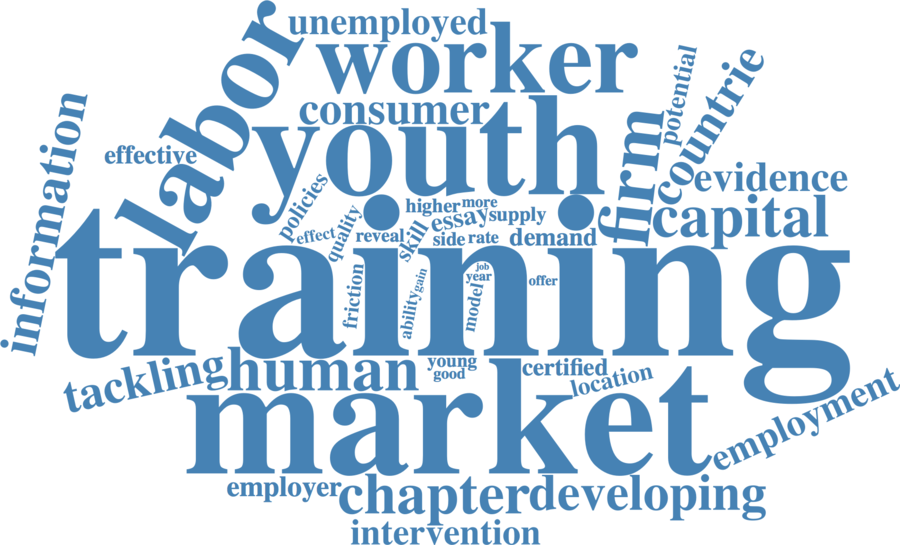 unemployed
worker
labor
consumer
youth
potential
countrie
information
effective
firm
evidence
capital
policies
higher
more
essay
supply
effect
quality
reveal
skill
side
rate
demand
training
job
year
gain
ability
friction
model
offer
tackling
human
young
good
certified
location
market
employment
employer
chapter
developing
intervention